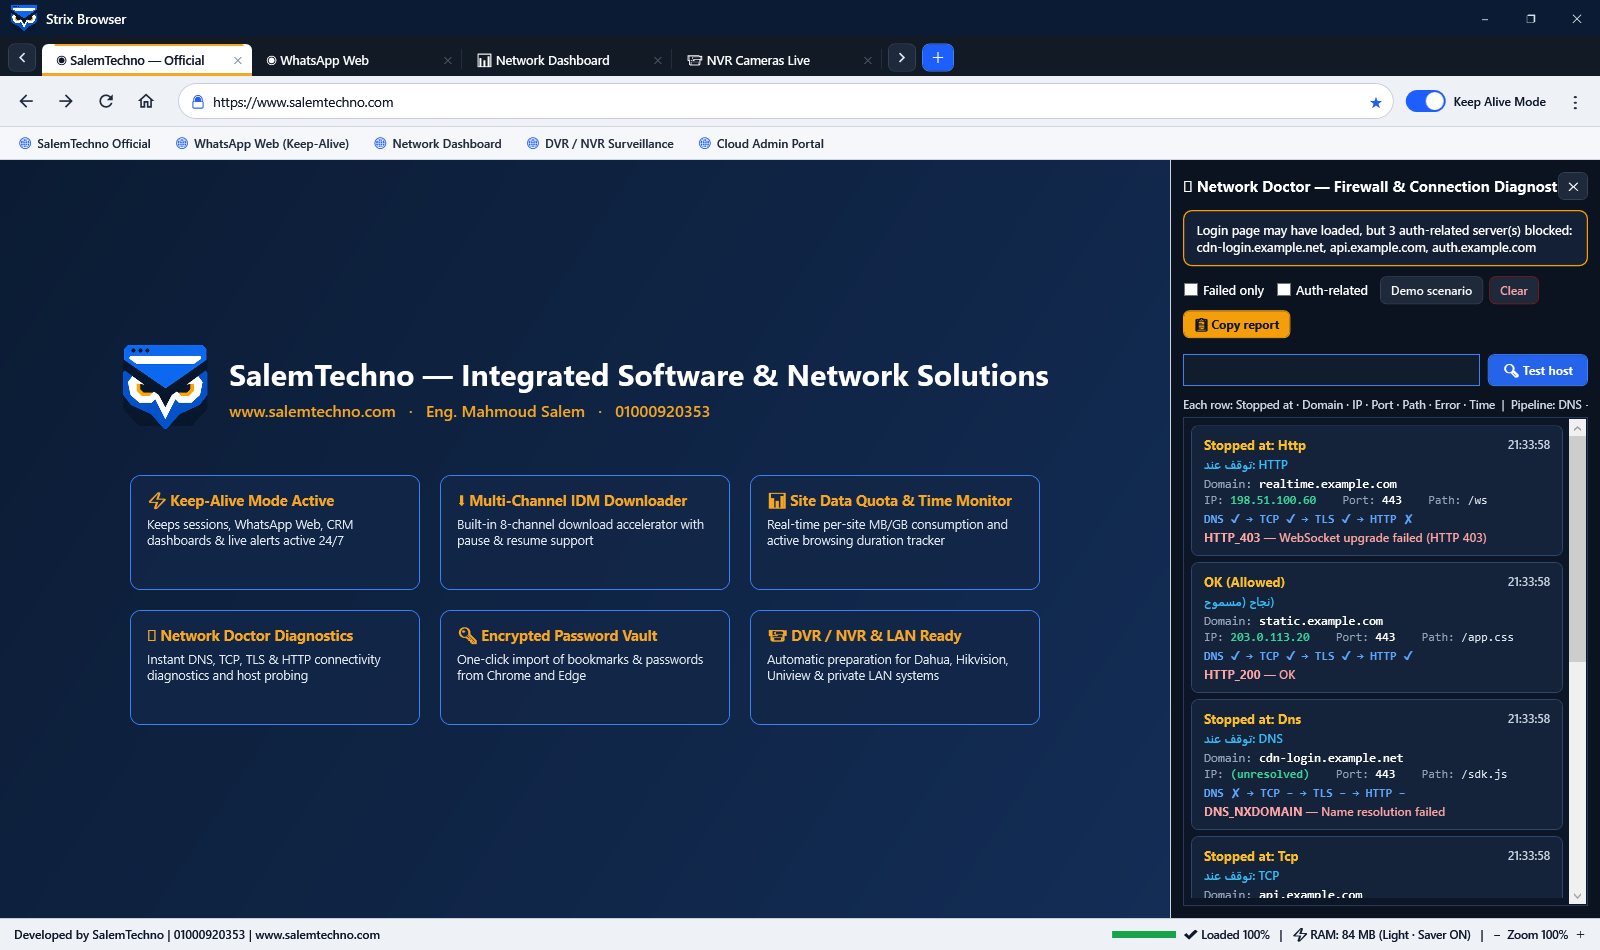 Strix Browser
SalemTechno — Official
WhatsApp Web
Network Dashboard
NVR Cameras Live
https://www.salemtechno.com
Keep Alive Mode
SalemTechno Official
WhatsApp Web (Keep-Alive)
Network Dashboard
DVR / NVR Surveillance
Cloud Admin Portal
SalemTechno — Integrated Software & Network Solutions
www.salemtechno.com · Eng. Mahmoud Salem · 01000920353
Keep-Alive Mode Active
Keeps sessions, WhatsApp Web, CRM
dashboards & live alerts active 24/7
Multi-Channel IDM Downloader
Built-in 8-channel download accelerator with
pause & resume support
Site Data Quota & Time Monitor
Real-time per-site MB/GB consumption and
active browsing duration tracker
Network Doctor Diagnostics
Instant DNS, TCP, TLS & HTTP connectivity
diagnostics and host probing
Encrypted Password Vault
One-click import of bookmarks & passwords
from Chrome and Edge
DVR / NVR & LAN Ready
Automatic preparation for Dahua, Hikvision,
Uniview & private LAN systems
Network Doctor — Firewall & Connection Diagnost
Login page may have loaded, but 3 auth-related server(s) blocked:
cdn-login.example.net, api.example.com, auth.example.com
Failed only
Auth-related
Demo scenario
Clear
Copy report
Test host
Each row: Stopped at · Domain · IP · Port · Path · Error · Time | Pipeline: DNS ·
Stopped at: Http 21:33:58
توقف عند: HTTP
Domain: realtime.example.com
IP: 198.51.100.60 Port: 443 Path: /ws
DNS ✓ → TCP ✓ → TLS ✓ → HTTP ✗
HTTP_403 — WebSocket upgrade failed (HTTP 403)
OK (Allowed) 21:33:58
نجاح (مسموح)
Domain: static.example.com
IP: 203.0.113.20 Port: 443 Path: /app.css
DNS ✓ → TCP ✓ → TLS ✓ → HTTP ✓
HTTP_200 — OK
Stopped at: Dns 21:33:58
توقف عند: DNS
Domain: cdn-login.example.net
IP: (unresolved) Port: 443 Path: /sdk.js
DNS ✗ → TCP – → TLS – → HTTP –
DNS_NXDOMAIN — Name resolution failed
Stopped at: Tcp 21:33:58
توقف عند: TCP
Domain: api.example.com
Developed by SalemTechno | 01000920353 | www.salemtechno.com
✓ Loaded 100% | RAM: 84 MB (Light · Saver ON) | – Zoom 100% +